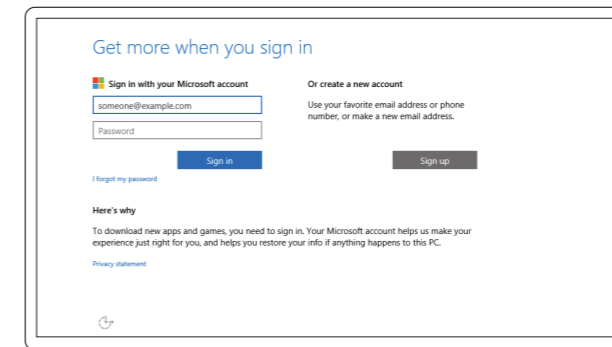 Get more when you sign in
Sign in with your Microsoft account
someone@example.com
Password
Sign in
I forgot my password
Or create a new account
Use your favorite email address or phone
number, or make a new email address.
Sign up
Here's why
To download new apps and games, you need to sign in. Your Microsoft account helps us make your
experience just right for you, and helps you restore your info if anything happens to this PC.
Privacy statement